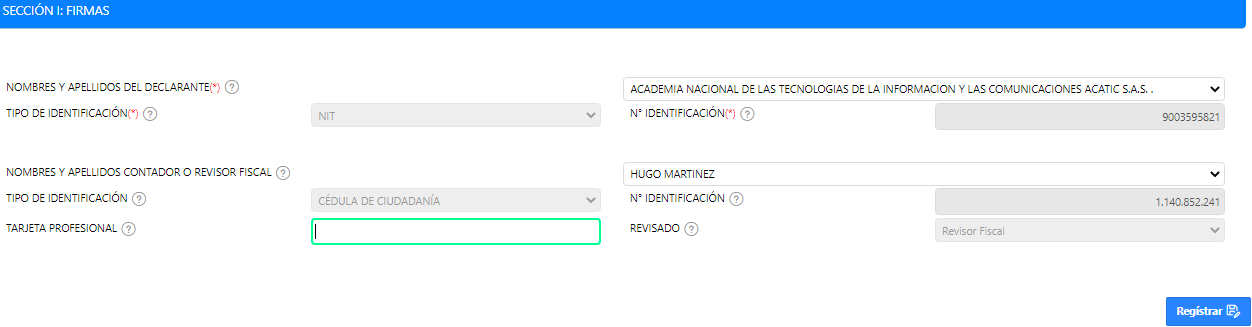 SECCIÓN I: FIRMAS
NOMBRES Y APELLIDOS DEL DECLARANTE(*) ?
ACADEMIA NACIONAL DE LAS TECNOLOGIAS DE LA INFORMACION Y LAS COMUNICACIONES ACATIC S.A.S. .
TIPO DE IDENTIFICACIÓN(*) ? NIT N° IDENTIFICACIÓN(*) ? 9003595821
NOMBRES Y APELLIDOS CONTADOR O REVISOR FISCAL ? HUGO MARTINEZ
TIPO DE IDENTIFICACIÓN ? CÉDULA DE CIUDADANÍA N° IDENTIFICACIÓN ? 1.140.852.241
TARJETA PROFESIONAL ? REVISADO ? Revisor Fiscal
Regístrar